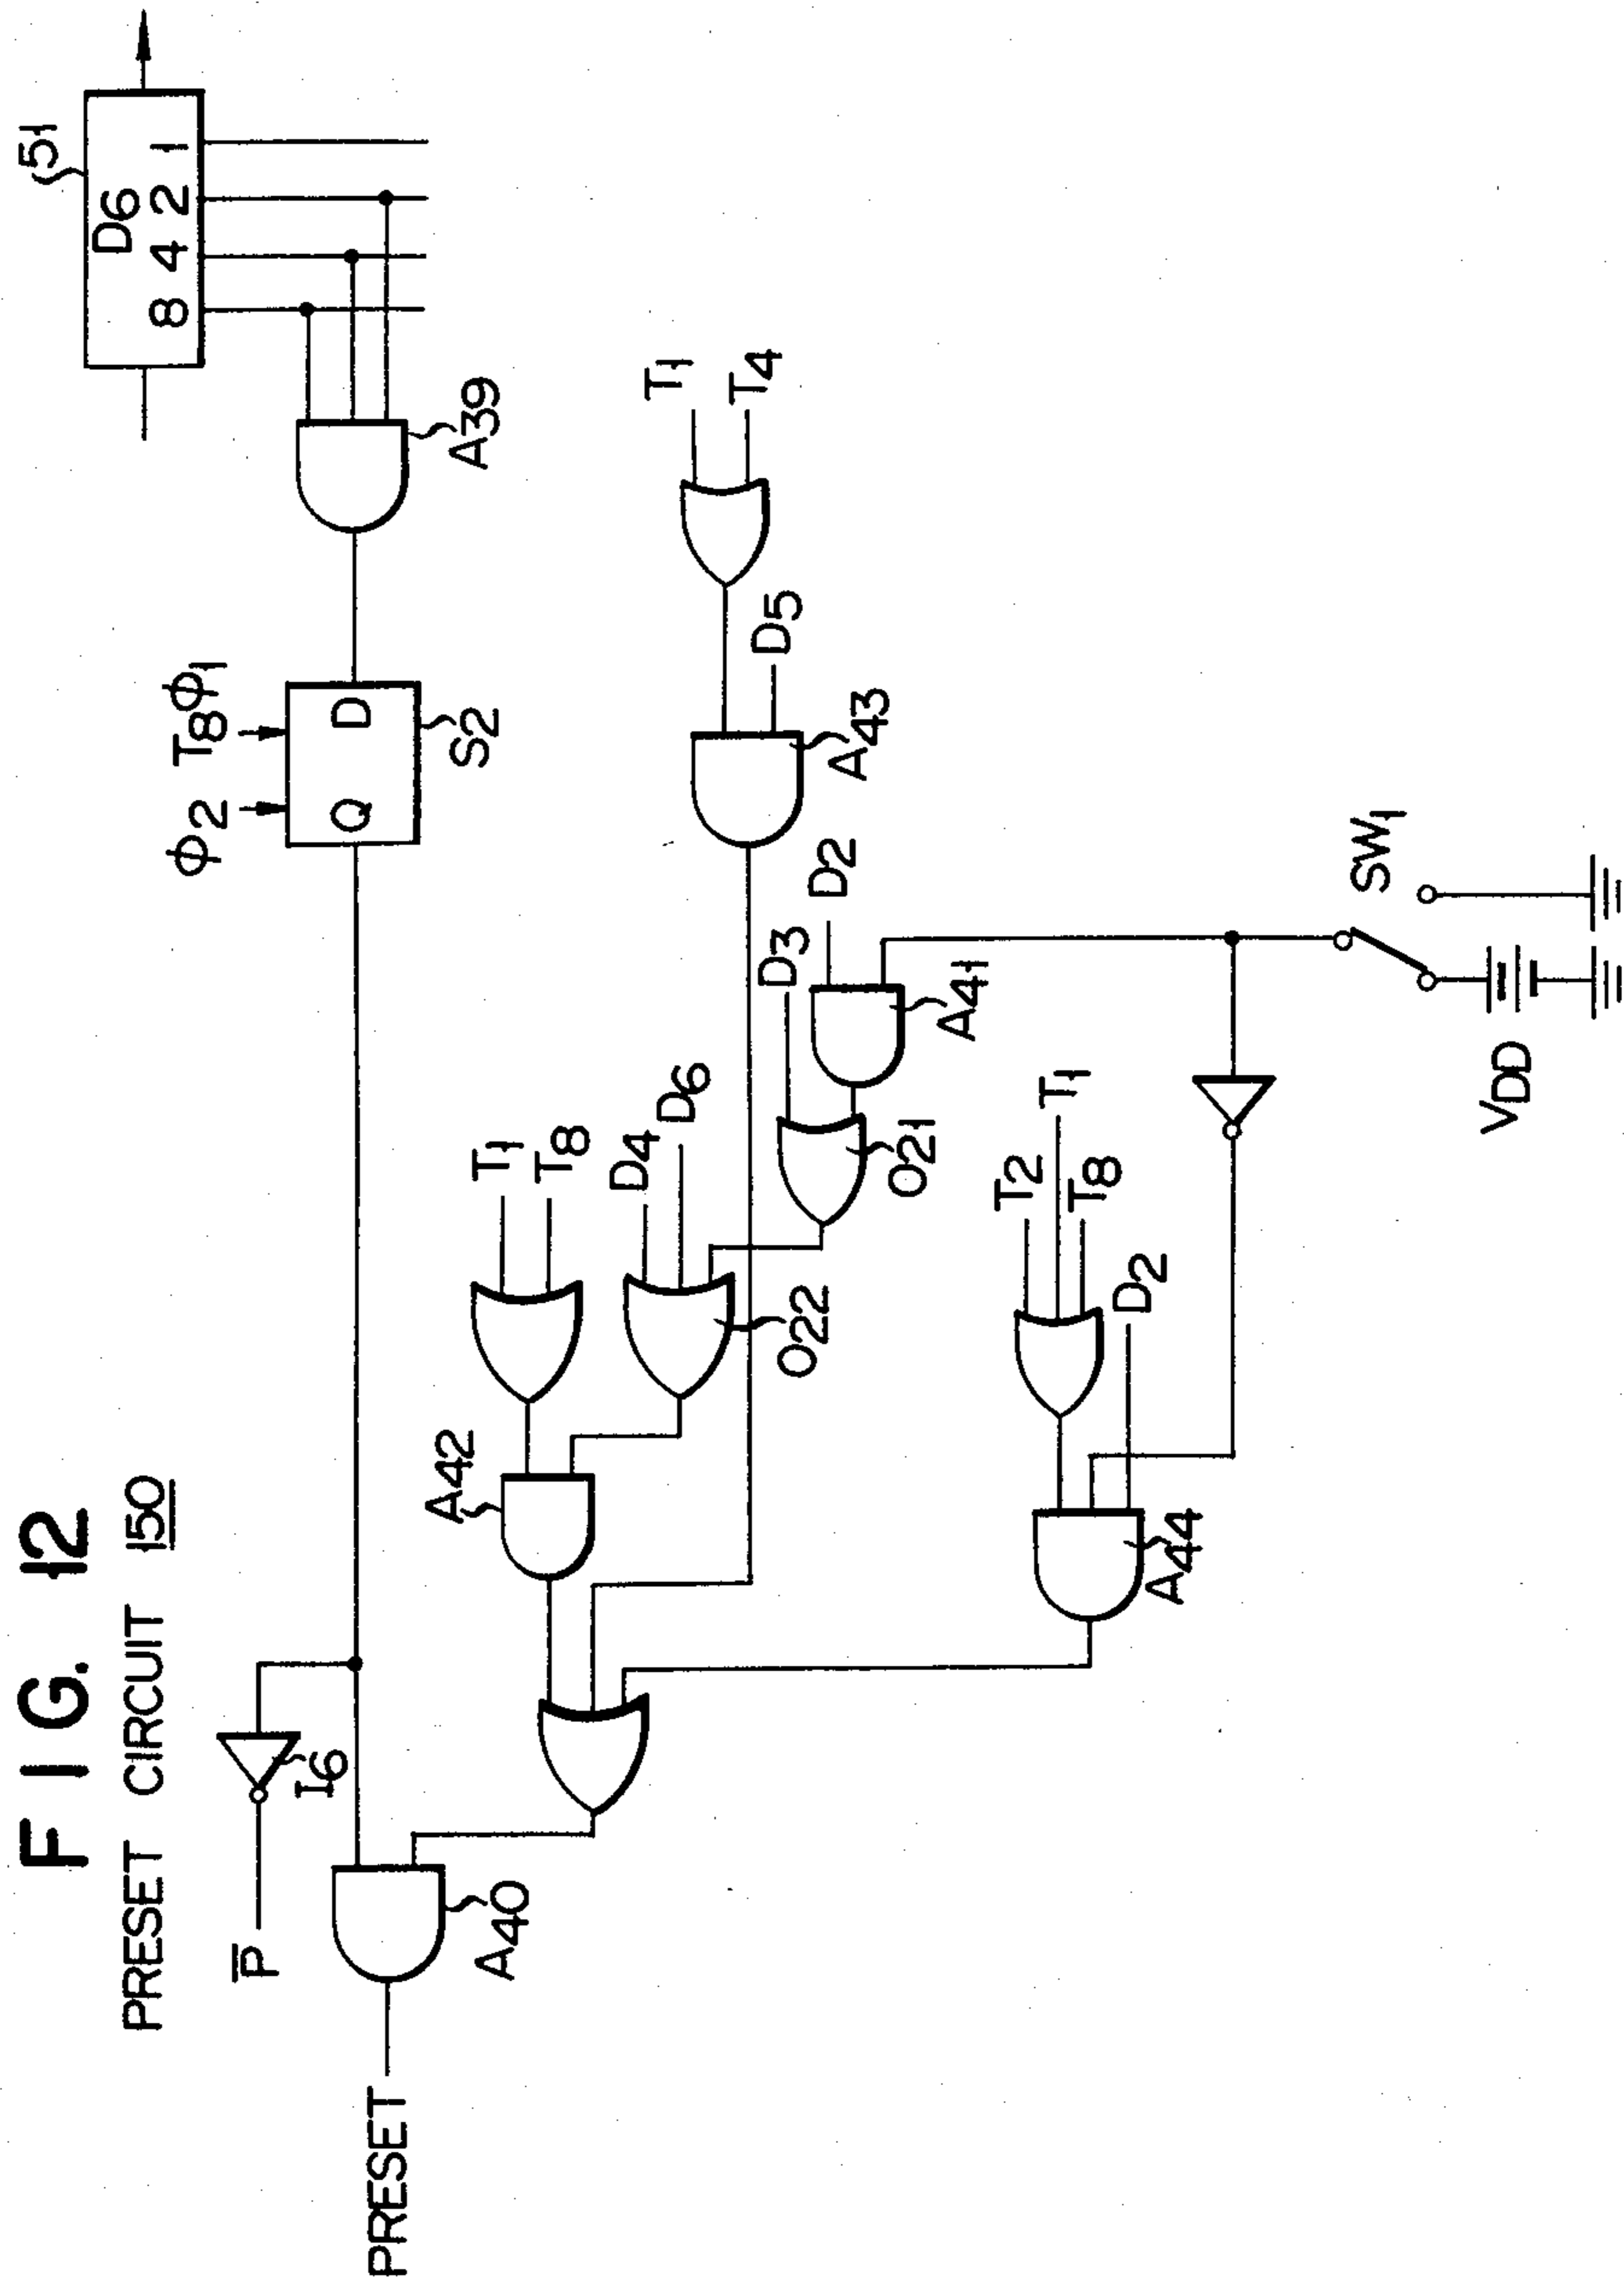 FIG. 12
PRESET CIRCUIT 150
51
D6
8 4 2 1
A39
φ2 T8φ1
Q D
S2
I6
P̅
PRESET
A40
T1
T4
D5
A43
T1
T8
A42
D4
D6
O22
D3
D2
A41
O21
T2
T1
T8
D2
A44
SW1
VDD